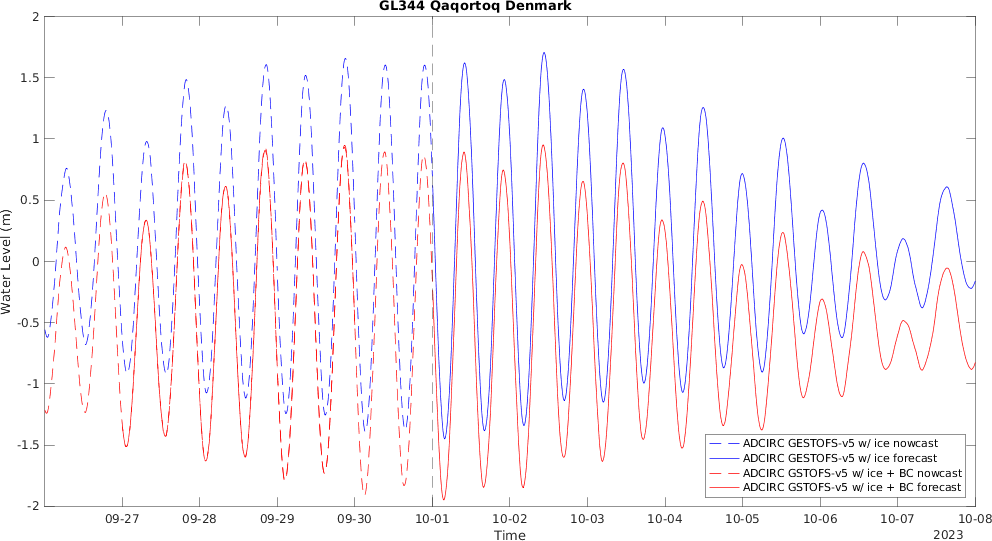 GL344 Qaqortoq Denmark
2
1.5
1
0.5
0
-0.5
-1
-1.5
-2
Water Level (m)
ADCIRC GESTOFS-v5 w/ ice nowcast
ADCIRC GESTOFS-v5 w/ ice forecast
ADCIRC GSTOFS-v5 w/ ice + BC nowcast
ADCIRC GSTOFS-v5 w/ ice + BC forecast
09-27 09-28 09-29 09-30 10-01 10-02 10-03 10-04 10-05 10-06 10-07 10-08
Time
2023